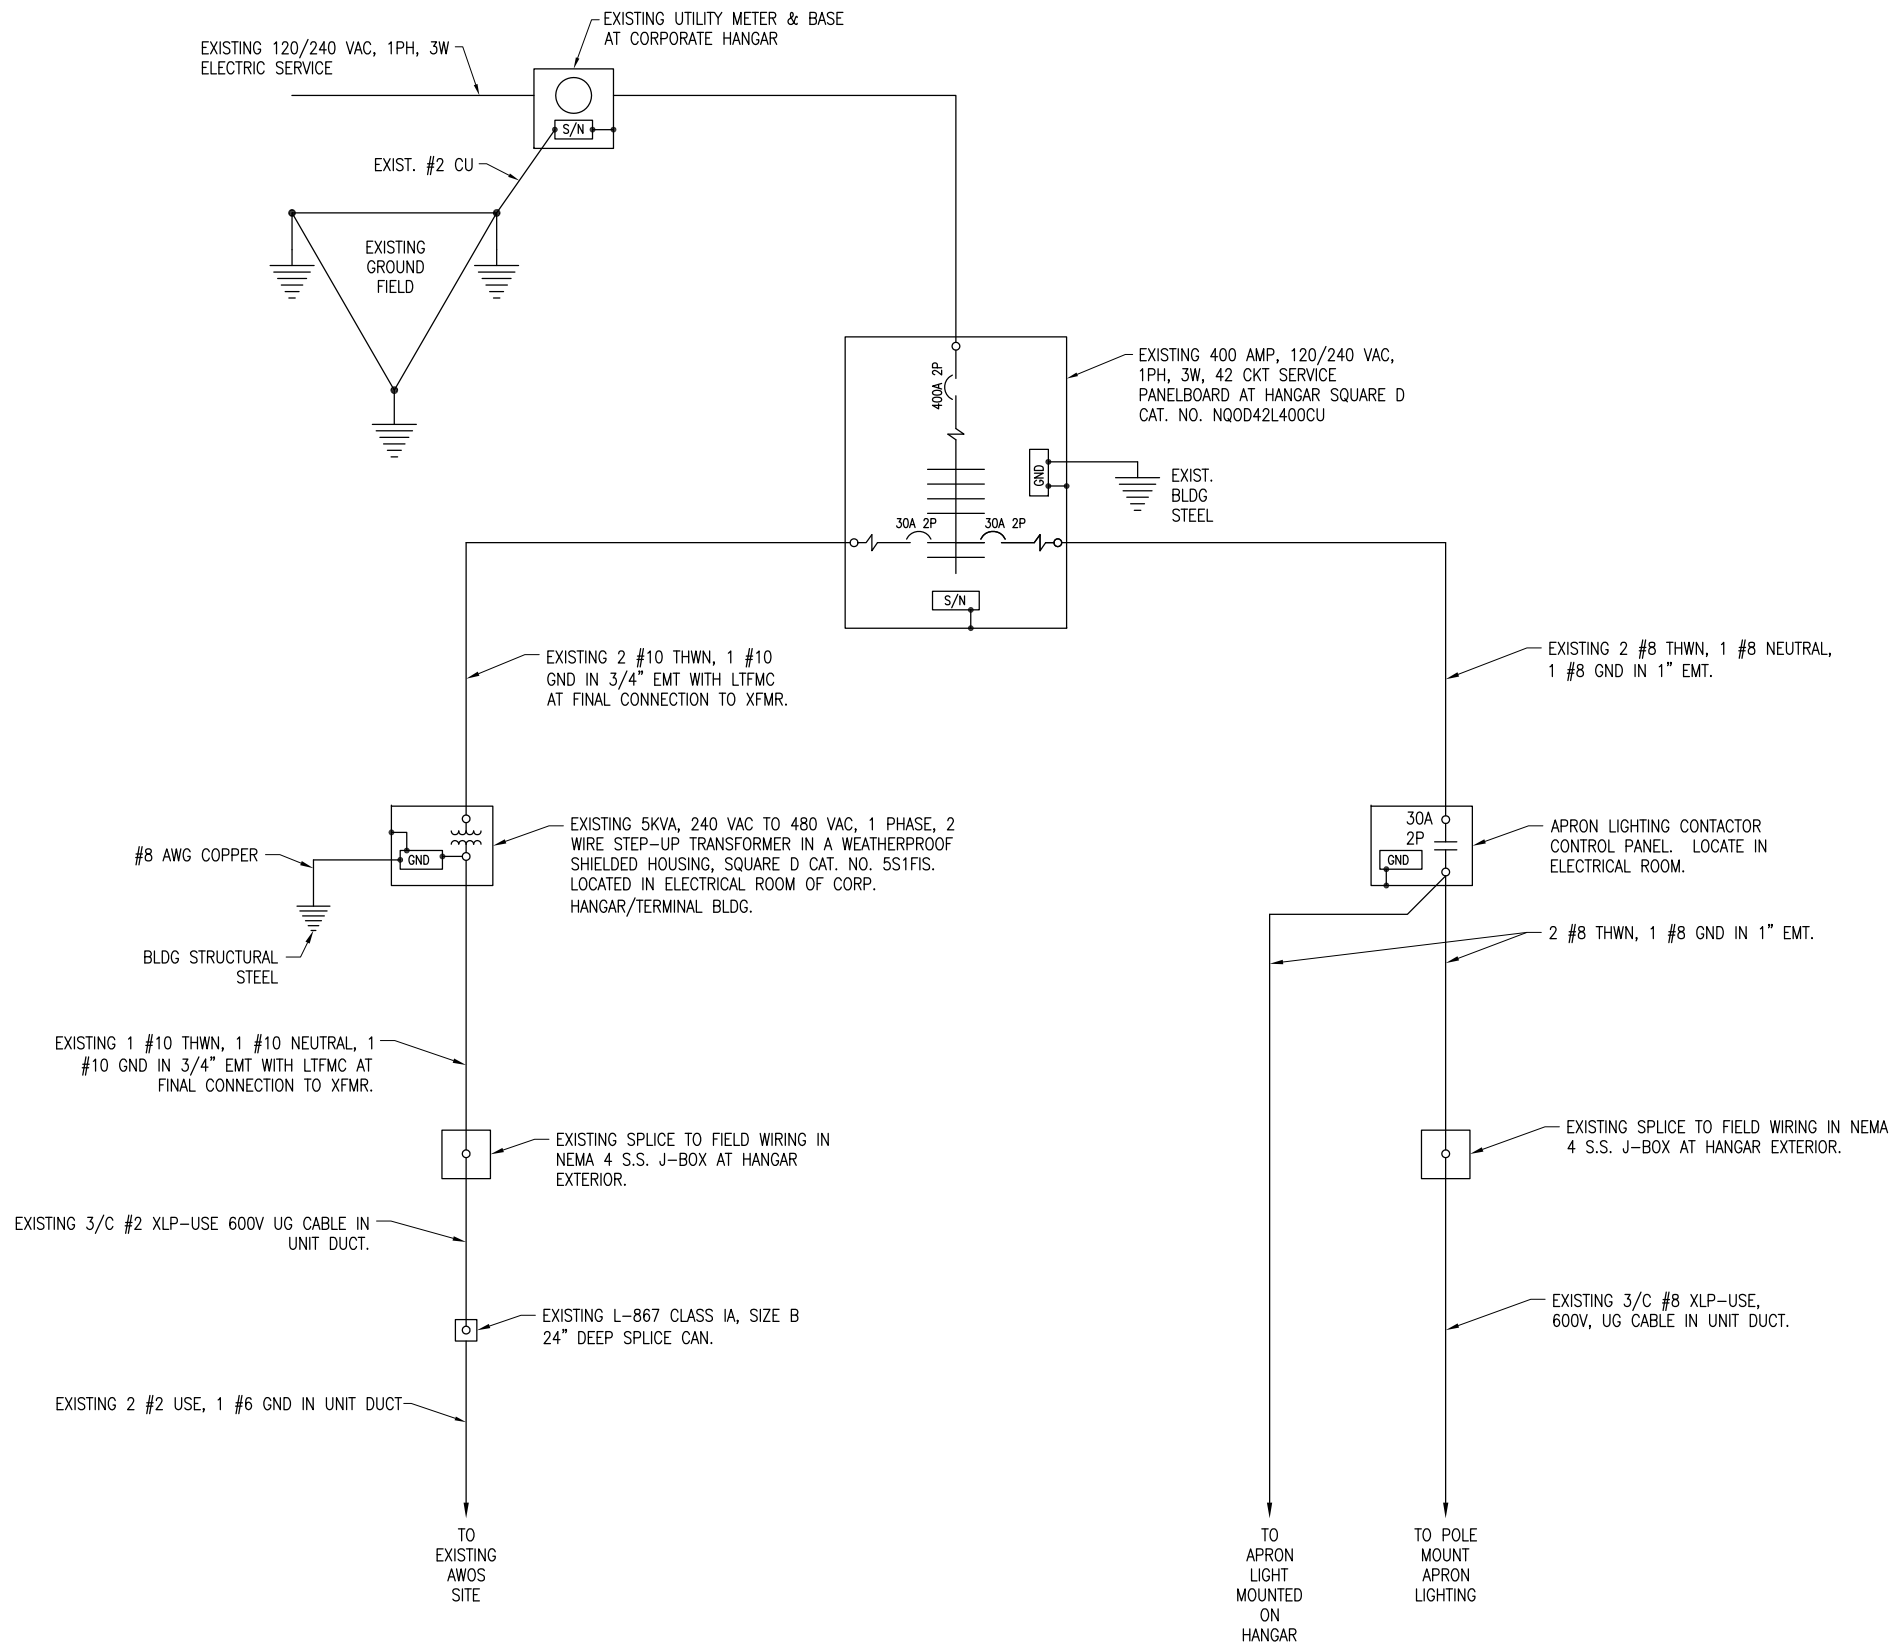 EXISTING UTILITY METER & BASE
AT CORPORATE HANGAR
EXISTING 120/240 VAC, 1PH, 3W
ELECTRIC SERVICE
S/N
EXIST. #2 CU
EXISTING
GROUND
FIELD
400A 2P
EXISTING 400 AMP, 120/240 VAC,
1PH, 3W, 42 CKT SERVICE
PANELBOARD AT HANGAR SQUARE D
CAT. NO. NQOD42L400CU
GND
EXIST.
BLDG
STEEL
30A 2P
30A 2P
S/N
EXISTING 2 #10 THWN, 1 #10
GND IN 3/4" EMT WITH LTFMC
AT FINAL CONNECTION TO XFMR.
EXISTING 2 #8 THWN, 1 #8 NEUTRAL,
1 #8 GND IN 1" EMT.
#8 AWG COPPER
GND
EXISTING 5KVA, 240 VAC TO 480 VAC, 1 PHASE, 2
WIRE STEP-UP TRANSFORMER IN A WEATHERPROOF
SHIELDED HOUSING, SQUARE D CAT. NO. 5S1FIS.
LOCATED IN ELECTRICAL ROOM OF CORP.
HANGAR/TERMINAL BLDG.
30A
2P
GND
APRON LIGHTING CONTACTOR
CONTROL PANEL. LOCATE IN
ELECTRICAL ROOM.
BLDG STRUCTURAL
STEEL
2 #8 THWN, 1 #8 GND IN 1" EMT.
EXISTING 1 #10 THWN, 1 #10 NEUTRAL, 1
#10 GND IN 3/4" EMT WITH LTFMC AT
FINAL CONNECTION TO XFMR.
EXISTING SPLICE TO FIELD WIRING IN
NEMA 4 S.S. J-BOX AT HANGAR
EXTERIOR.
EXISTING SPLICE TO FIELD WIRING IN NEMA
4 S.S. J-BOX AT HANGAR EXTERIOR.
EXISTING 3/C #2 XLP-USE 600V UG CABLE IN
UNIT DUCT.
EXISTING L-867 CLASS IA, SIZE B
24" DEEP SPLICE CAN.
EXISTING 3/C #8 XLP-USE,
600V, UG CABLE IN UNIT DUCT.
EXISTING 2 #2 USE, 1 #6 GND IN UNIT DUCT
TO
EXISTING
AWOS
SITE
TO
APRON
LIGHT
MOUNTED
ON
HANGAR
TO POLE
MOUNT
APRON
LIGHTING